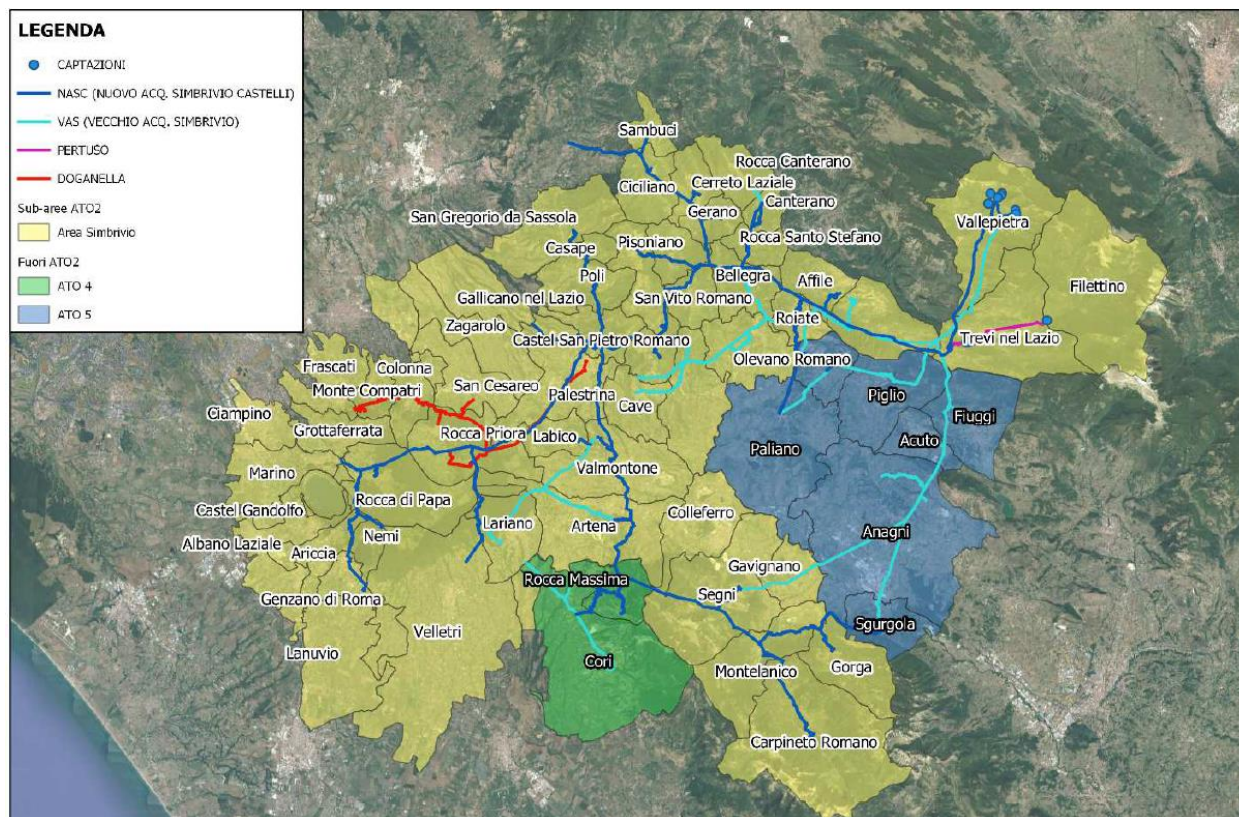 LEGENDA
CAPTAZIONI
NASC (NUOVO ACQ. SIMBRIVIO CASTELLI)
VAS (VECCHIO ACQ. SIMBRIVIO)
PERTUSO
DOGANELLA
Sub-aree ATO2
Area Simbrivio
Fuori ATO2
ATO 4
ATO 5
Sambuci
Rocca Canterano
Ciciliano
Cerreto Laziale
Canterano
Gerano
San Gregorio da Sassola
Pisoniano
Rocca Santo Stefano
Vallepietra
Casape
Poli
Bellegra
Affile
Filettino
Gallicano nel Lazio
San Vito Romano
Zagarolo
Roiate
Castel San Pietro Romano
Trevi nel Lazio
Olevano Romano
Frascati
Colonna
Monte Compatri
San Cesareo
Palestrina
Piglio
Fiuggi
Ciampino
Cave
Grottaferrata
Rocca Priora
Labico
Acuto
Paliano
Marino
Valmontone
Rocca di Papa
Colleferro
Castel Gandolfo
Lariano
Artena
Anagni
Albano Laziale
Ariccia
Nemi
Gavignano
Rocca Massima
Segni
Genzano di Roma
Sgurgola
Velletri
Lanuvio
Cori
Montelanico
Gorga
Carpineto Romano